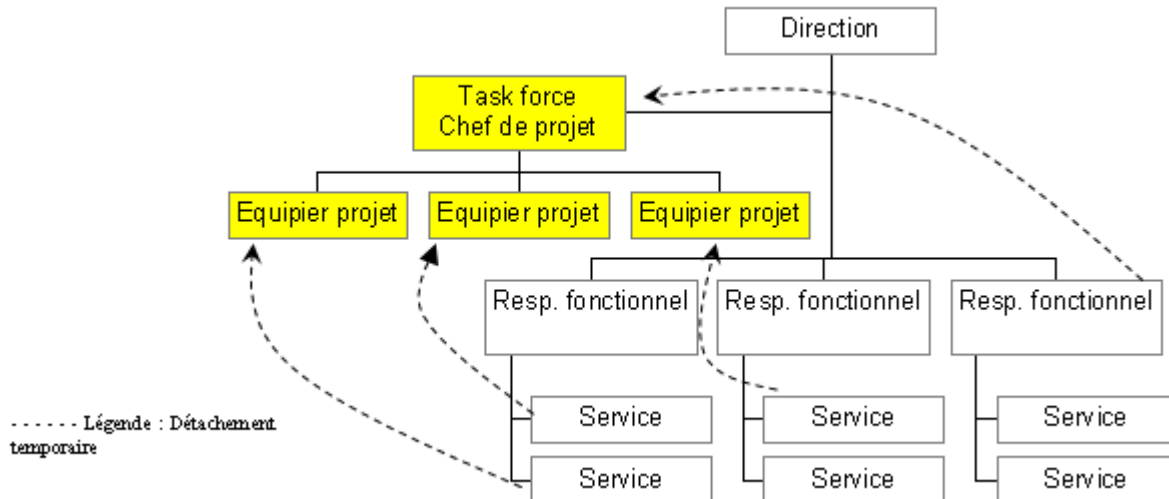 Direction
Task force
Chef de projet
Equipier projet
Equipier projet
Equipier projet
Resp. fonctionnel
Resp. fonctionnel
Resp. fonctionnel
Service
Service
Service
- - - - - - Légende : Détachement
temporaire
Service
Service
Service